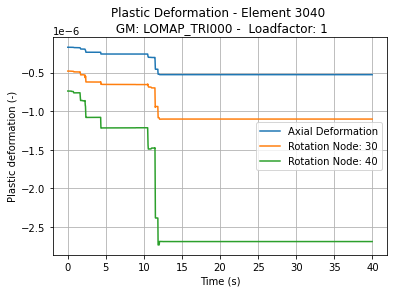 Plastic Deformation - Element 3040
GM: LOMAP_TRI000 -  Loadfactor: 1
1e−6
−0.5
−1.0
−1.5
−2.0
−2.5
Plastic deformation (-)
Axial Deformation
Rotation Node: 30
Rotation Node: 40
0 5 10 15 20 25 30 35 40
Time (s)